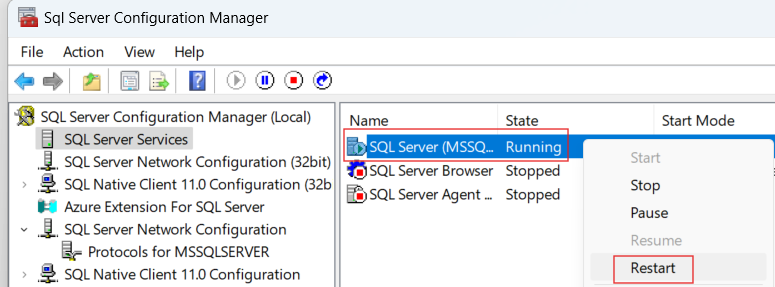 Sql Server Configuration Manager
File Action View Help
SQL Server Configuration Manager (Local)
SQL Server Services
SQL Server Network Configuration (32bit)
SQL Native Client 11.0 Configuration (32b
Azure Extension For SQL Server
SQL Server Network Configuration
Protocols for MSSQLSERVER
SQL Native Client 11.0 Configuration
Name State Start Mode
SQL Server (MSSQ... Running
SQL Server Browser Stopped
SQL Server Agent ... Stopped
Start
Stop
Pause
Resume
Restart